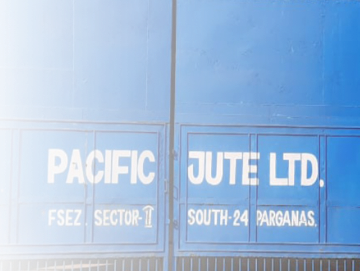 PACIFIC JUTE LTD.
FSEZ SECTOR-II SOUTH-24 PARGANAS.